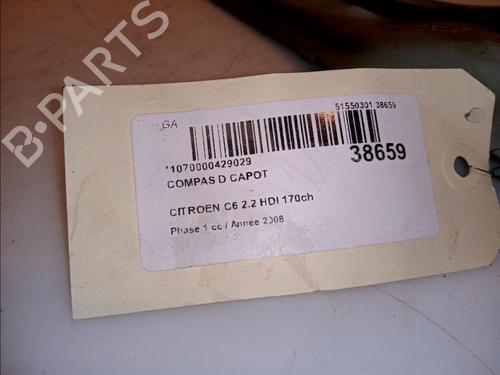 B-PARTS
GA
51550301 38659
*1070000429029
38659
COMPAS D CAPOT
CITROEN C6 2.2 HDI 170ch
Phase 1 cc / Annee 2008